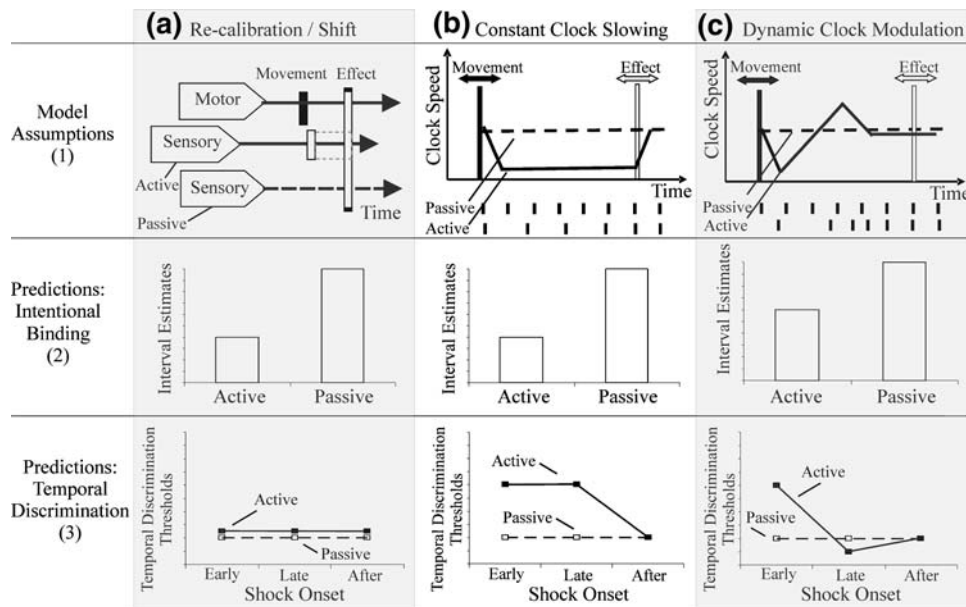 (a) Re-calibration / Shift
(b) Constant Clock Slowing
(c) Dynamic Clock Modulation
Model
Assumptions
(1)
Movement
Effect
Motor
Sensory
Active
Sensory
Passive
Time
Clock Speed
Movement
Effect
Time
Passive
Active
Clock Speed
Movement
Effect
Time
Passive
Active
Predictions:
Intentional
Binding
(2)
Interval Estimates
Active
Passive
Interval Estimates
Active
Passive
Interval Estimates
Active
Passive
Predictions:
Temporal
Discrimination
(3)
Temporal Discrimination
Thresholds
Active
Passive
Early
Late
After
Shock Onset
Temporal Discrimination
Thresholds
Active
Passive
Early
Late
After
Shock Onset
Temporal Discrimination
Thresholds
Active
Passive
Early
Late
After
Shock Onset